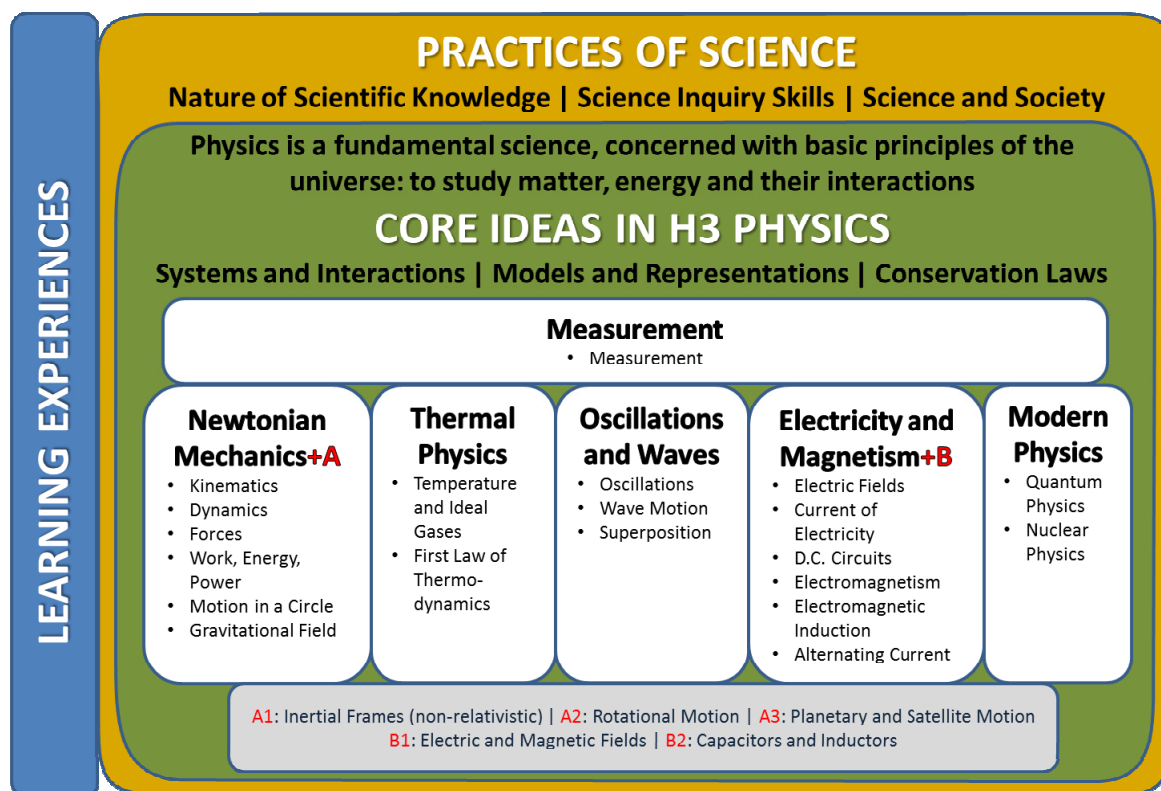 LEARNING EXPERIENCES
PRACTICES OF SCIENCE
Nature of Scientific Knowledge | Science Inquiry Skills | Science and Society
Physics is a fundamental science, concerned with basic principles of the
universe: to study matter, energy and their interactions
CORE IDEAS IN H3 PHYSICS
Systems and Interactions | Models and Representations | Conservation Laws
Measurement
• Measurement
Newtonian
Mechanics+A
• Kinematics
• Dynamics
• Forces
• Work, Energy,
Power
• Motion in a Circle
• Gravitational Field
Thermal
Physics
• Temperature
and Ideal
Gases
• First Law of
Thermo-
dynamics
Oscillations
and Waves
• Oscillations
• Wave Motion
• Superposition
Electricity and
Magnetism+B
• Electric Fields
• Current of
Electricity
• D.C. Circuits
• Electromagnetism
• Electromagnetic
Induction
• Alternating Current
Modern
Physics
• Quantum
Physics
• Nuclear
Physics
A1: Inertial Frames (non-relativistic) | A2: Rotational Motion | A3: Planetary and Satellite Motion
B1: Electric and Magnetic Fields | B2: Capacitors and Inductors